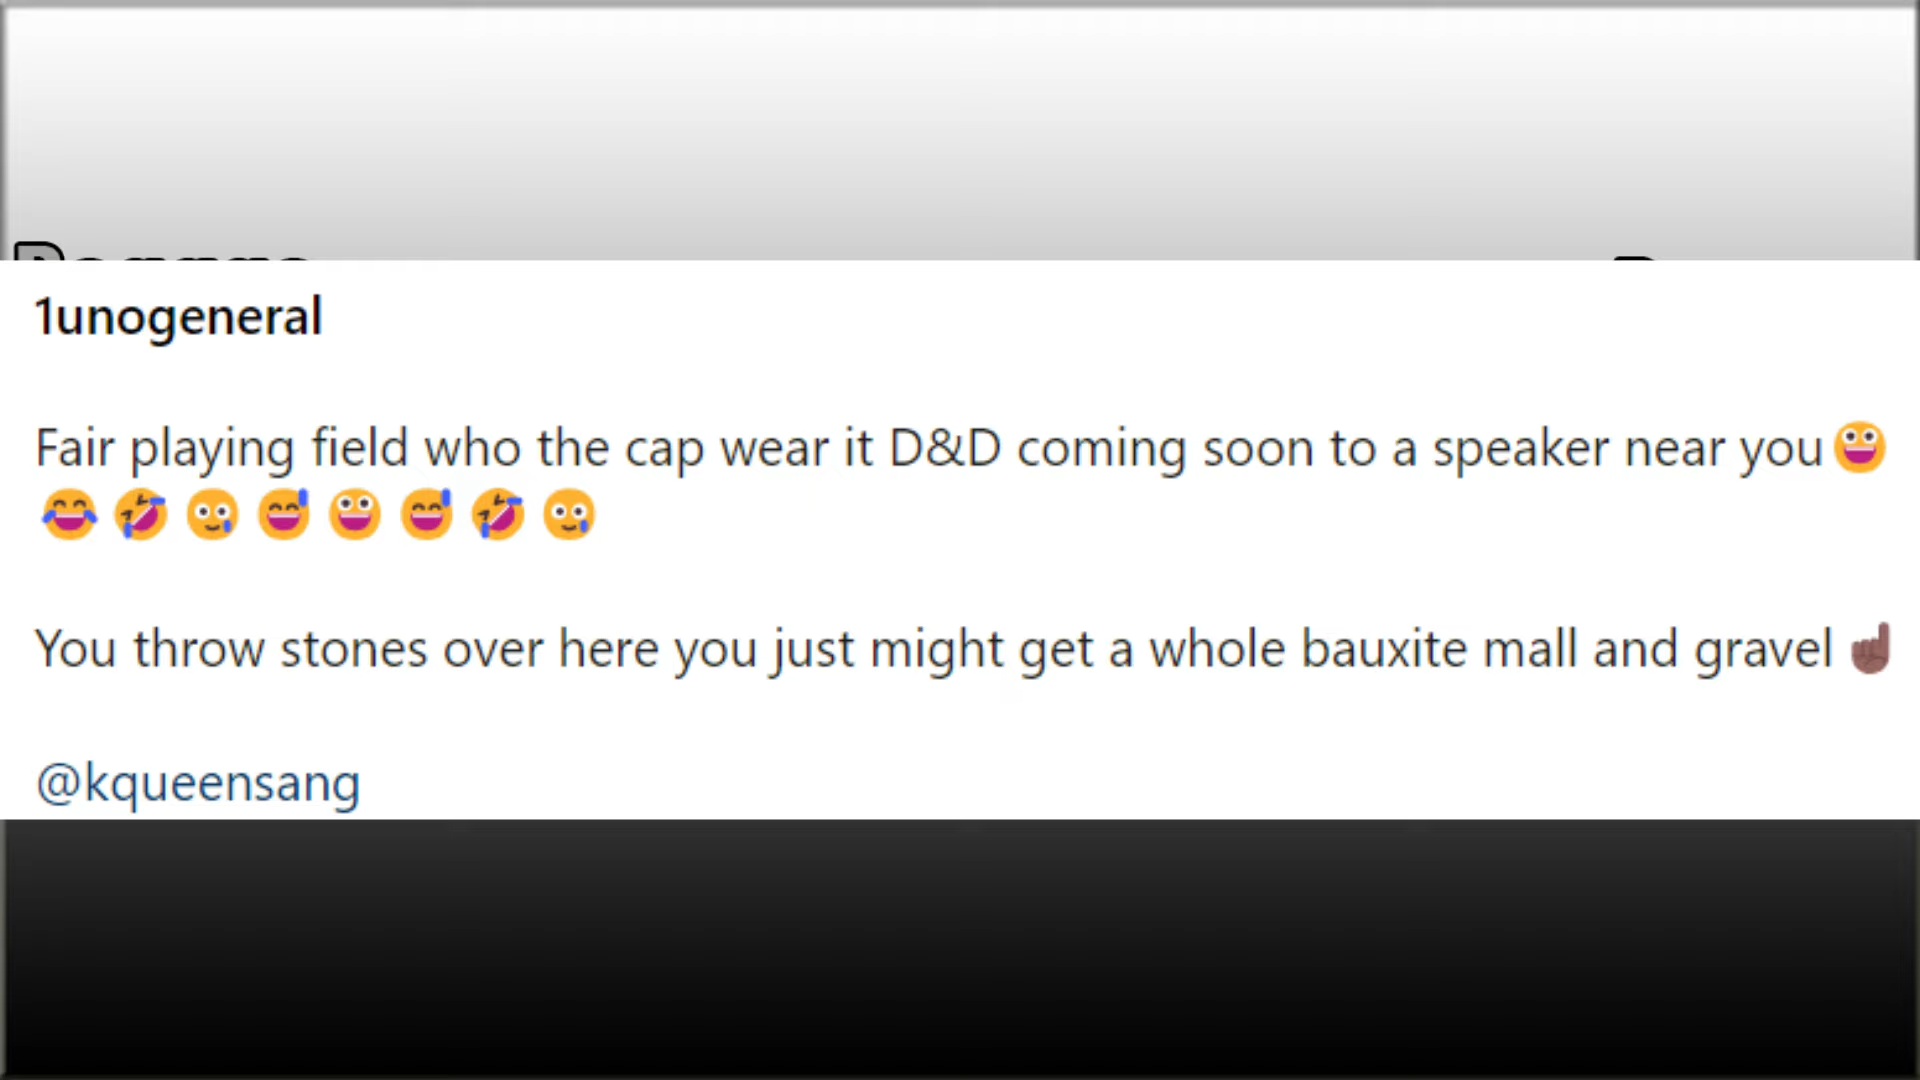 1unogeneral
Fair playing field who the cap wear it D&D coming soon to a speaker near you😃
😂 🤣 🥲 😅 😃 😅 🤣 🥲
You throw stones over here you just might get a whole bauxite mall and gravel ☝🏾
@kqueensang